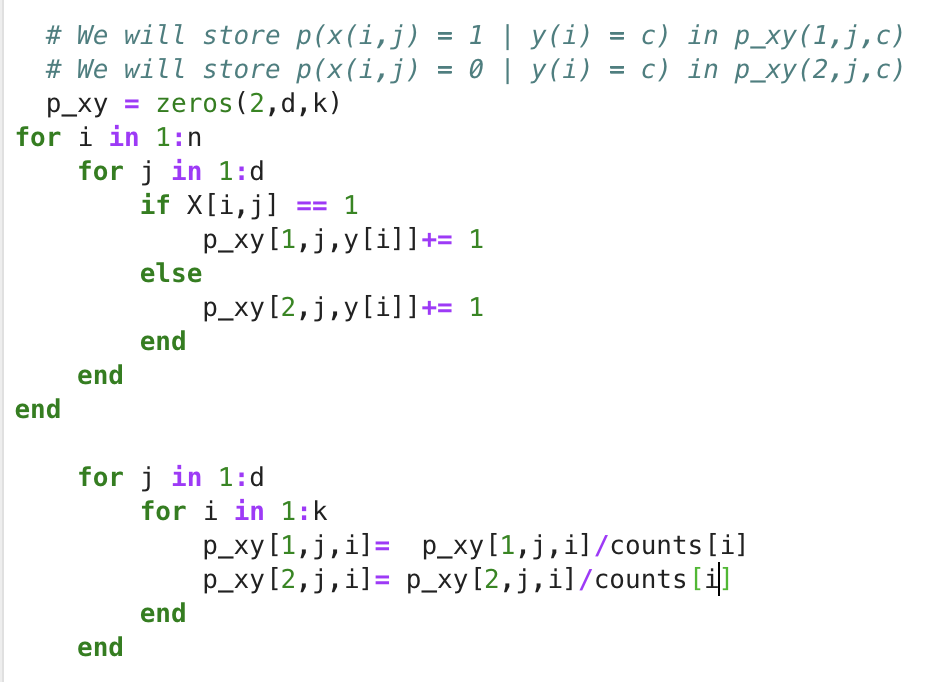 # We will store p(x(i,j) = 1 | y(i) = c) in p_xy(1,j,c)
# We will store p(x(i,j) = 0 | y(i) = c) in p_xy(2,j,c)
p_xy = zeros(2,d,k)
for i in 1:n
for j in 1:d
if X[i,j] == 1
p_xy[1,j,y[i]]+= 1
else
p_xy[2,j,y[i]]+= 1
end
end
end
for j in 1:d
for i in 1:k
p_xy[1,j,i]=  p_xy[1,j,i]/counts[i]
p_xy[2,j,i]= p_xy[2,j,i]/counts[i]
end
end